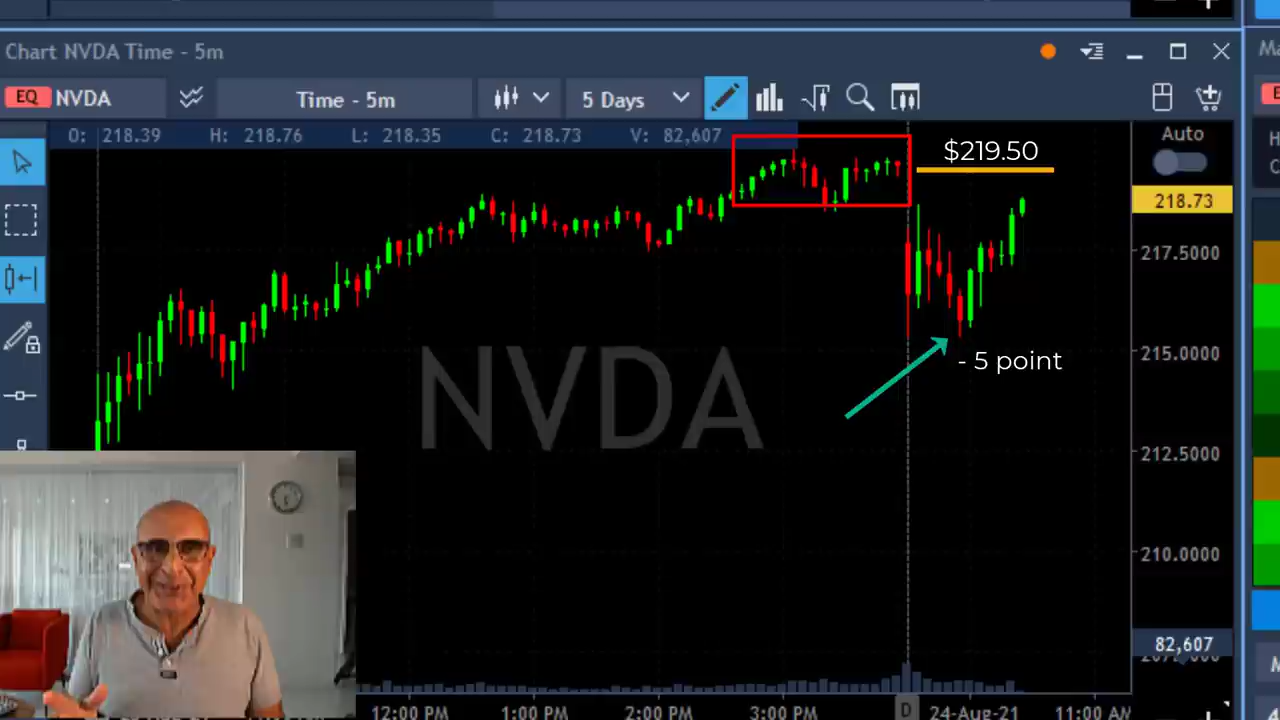 Chart NVDA Time - 5m
EQ NVDA
Time - 5m
5 Days
O: 218.39 H: 218.76 L: 218.35 C: 218.73 V: 82,607
Auto
$219.50
218.73
217.5000
- 5 point
215.0000
NVDA
212.5000
210.0000
82,607
12:00 PM 1:00 PM 2:00 PM 3:00 PM D 24-Aug-21 11:00 AM